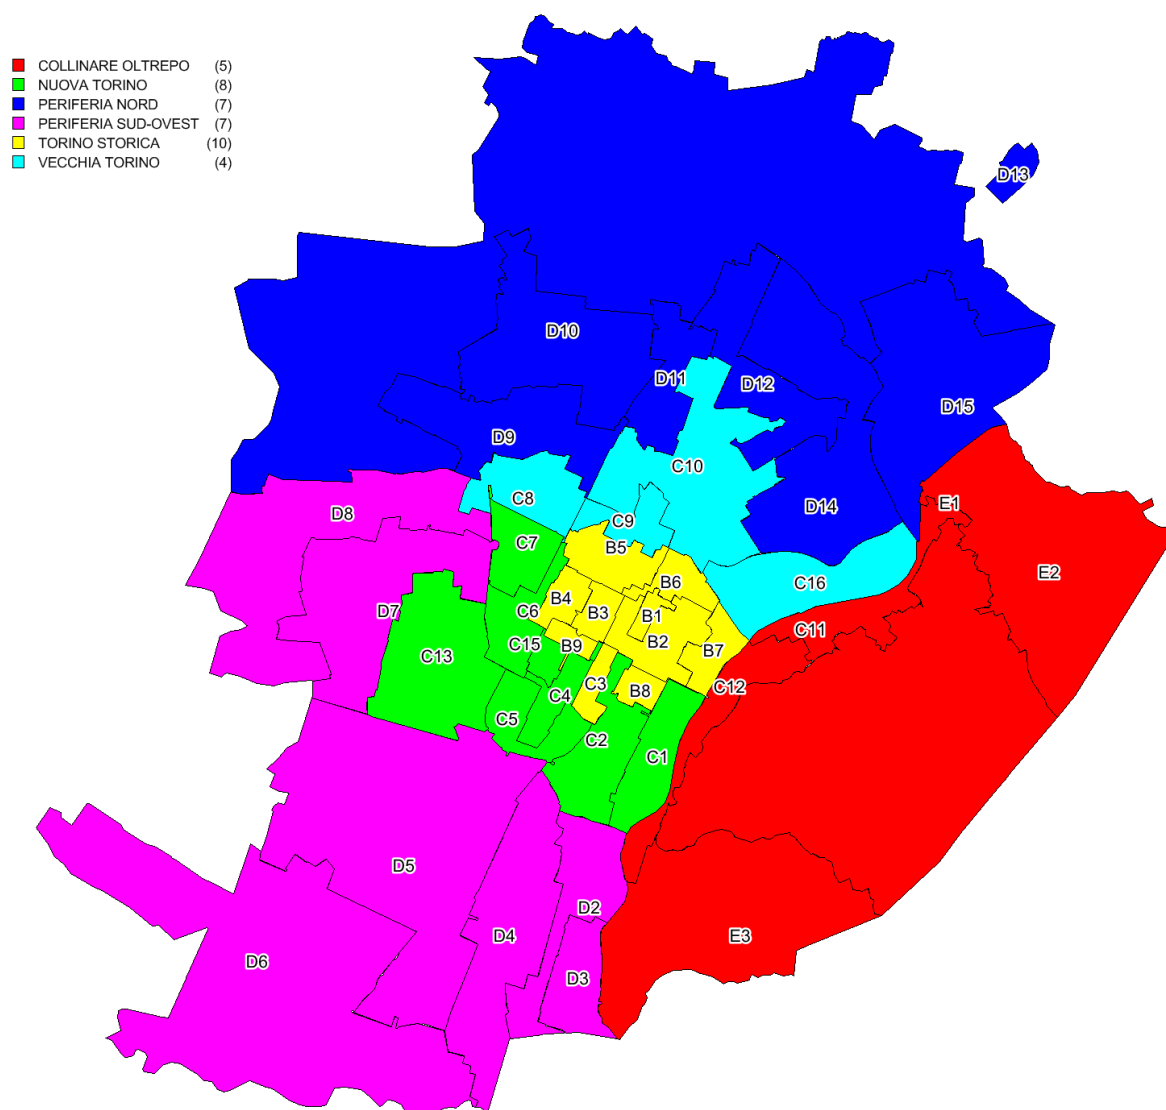 COLLINARE OLTREPO (5)
NUOVA TORINO (8)
PERIFERIA NORD (7)
PERIFERIA SUD-OVEST (7)
TORINO STORICA (10)
VECCHIA TORINO (4)
D13
D10
D11
D12
D15
D9
C10
C8
D8
D14
E1
C9
C7
B5
E2
B6
C16
D7
C6
B4
B3
B1
C11
C15
B9
B2
B7
C13
C3
B8
C12
C4
C5
C2
C1
D5
D2
D4
E3
D6
D3